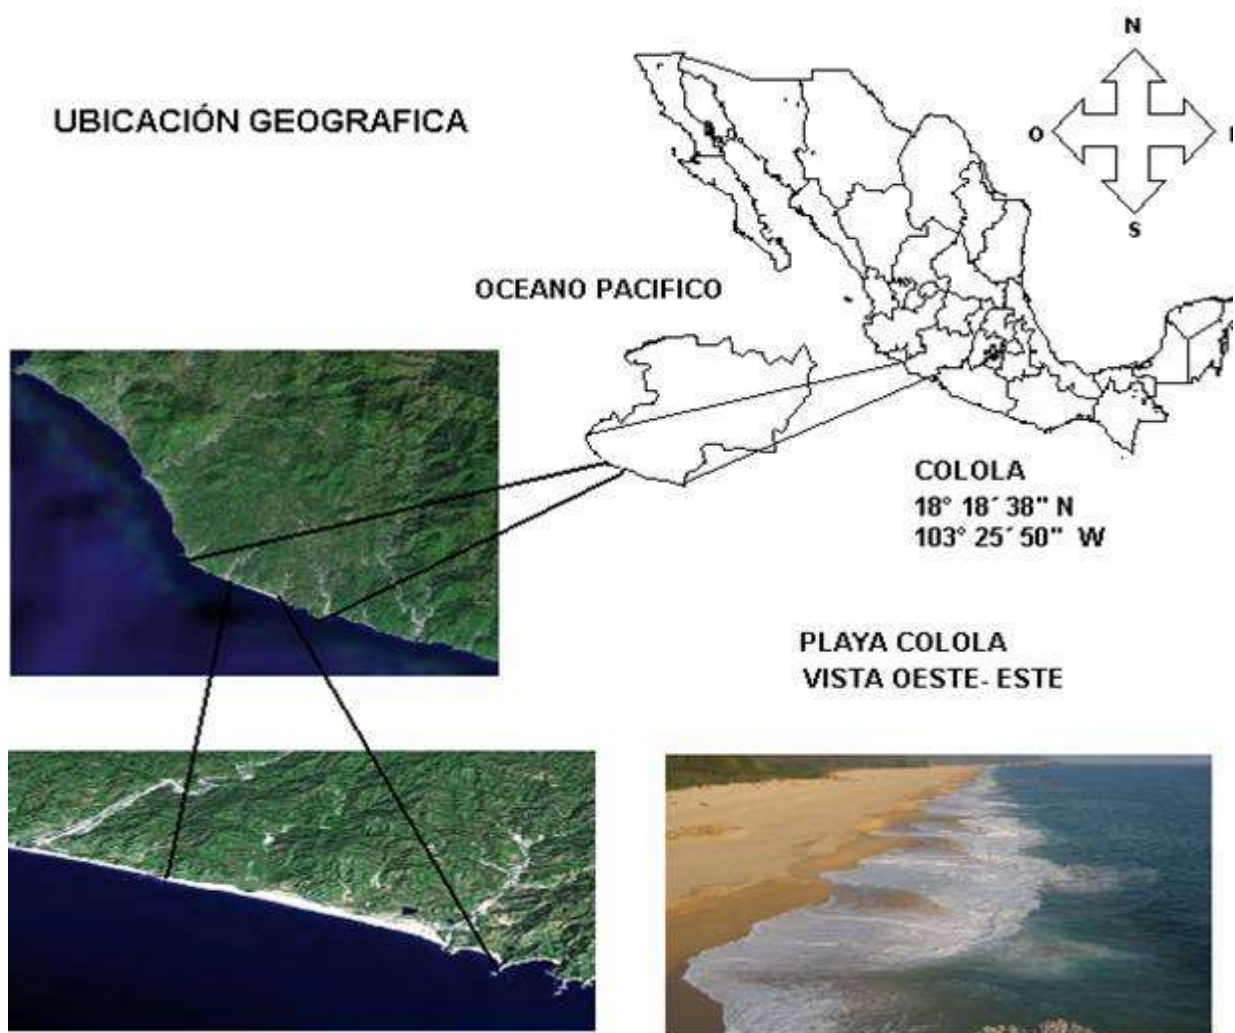 UBICACIÓN GEOGRAFICA
N
O
S
OCEANO PACIFICO
COLOLA
18° 18´ 38" N
103° 25´ 50" W
PLAYA COLOLA
VISTA OESTE- ESTE